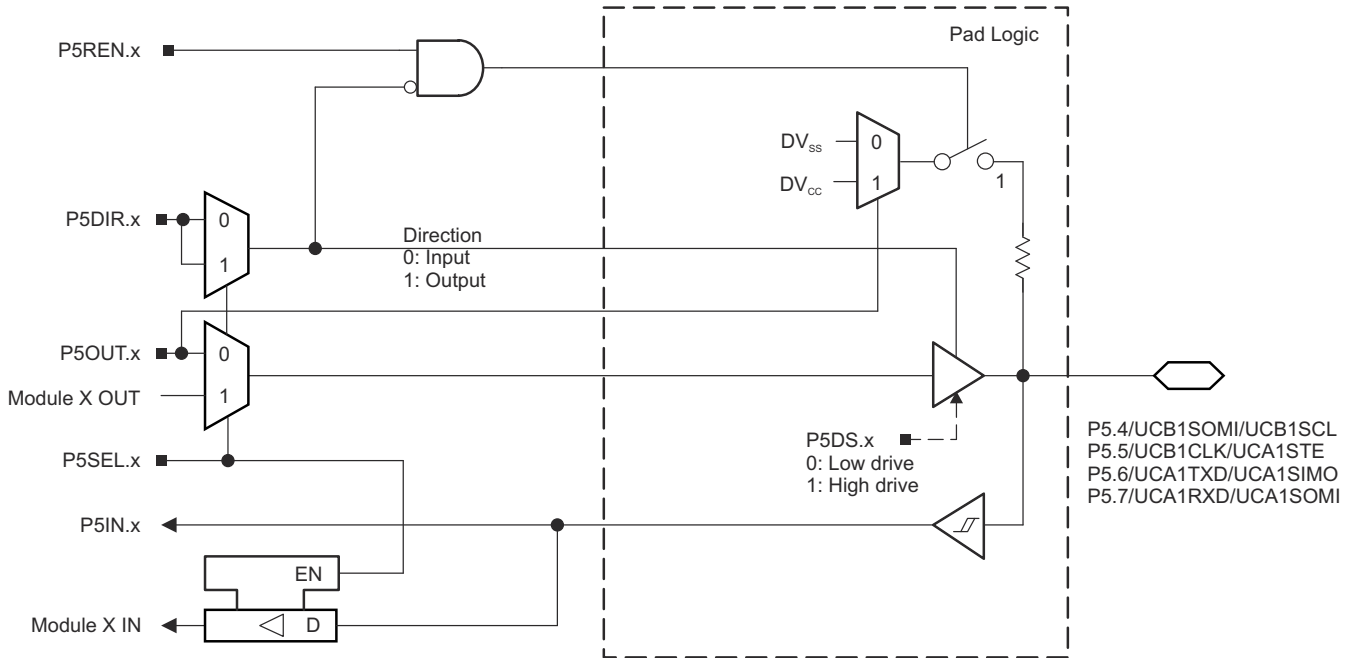 Pad Logic
P5REN.x
DVSS
0
DVCC
1
1
P5DIR.x
0
1
Direction
0: Input
1: Output
P5OUT.x
0
Module X OUT
1
P5DS.x
0: Low drive
1: High drive
P5SEL.x
P5.4/UCB1SOMI/UCB1SCL
P5.5/UCB1CLK/UCA1STE
P5.6/UCA1TXD/UCA1SIMO
P5.7/UCA1RXD/UCA1SOMI
P5IN.x
EN
Module X IN
D